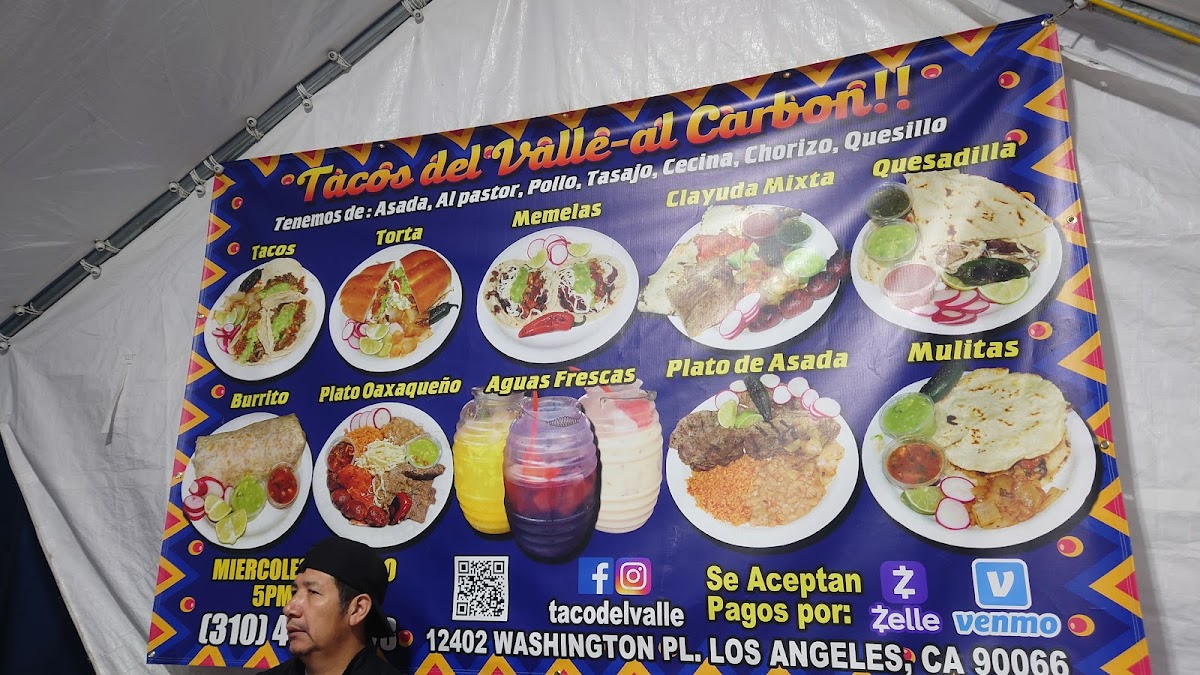 Tacos del Valle-al Carbon!!
Tenemos de: Asada, Al pastor, Pollo, Tasajo, Cecina, Chorizo, Quesillo
Tacos
Torta
Memelas
Clayuda Mixta
Quesadilla
Burrito
Plato Oaxaqueño
Aguas Frescas
Plato de Asada
Mulitas
5PM
(310) 4
tacodelvalle
Se Aceptan
Pagos por:
Zelle
venmo
12402 WASHINGTON PL. LOS ANGELES, CA 90066